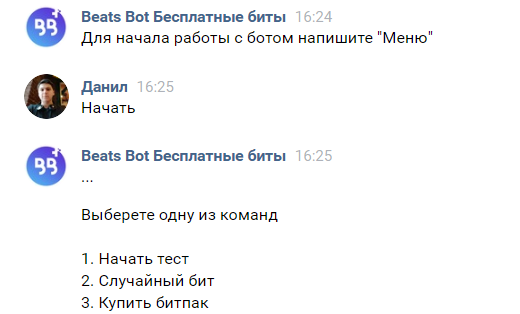 Beats Bot Бесплатные биты 16:24
Для начала работы с ботом напишите "Меню"
Данил 16:25
Начать
Beats Bot Бесплатные биты 16:25
...
Выберете одну из команд
1. Начать тест
2. Случайный бит
3. Купить битпак